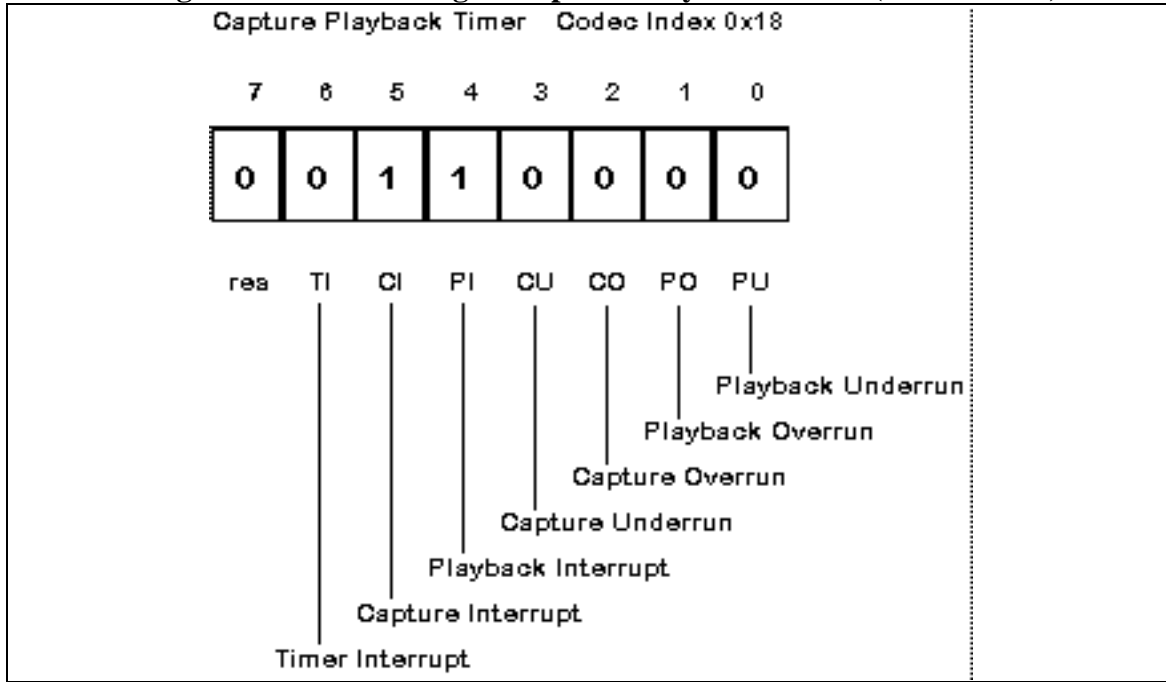 Capture Playback Timer Codec Index 0x18
7 6 5 4 3 2 1 0
0 0 1 1 0 0 0 0
res TI CI PI CU CO PO PU
Playback Underrun
Playback Overrun
Capture Overrun
Capture Underrun
Playback Interrupt
Capture Interrupt
Timer Interrupt